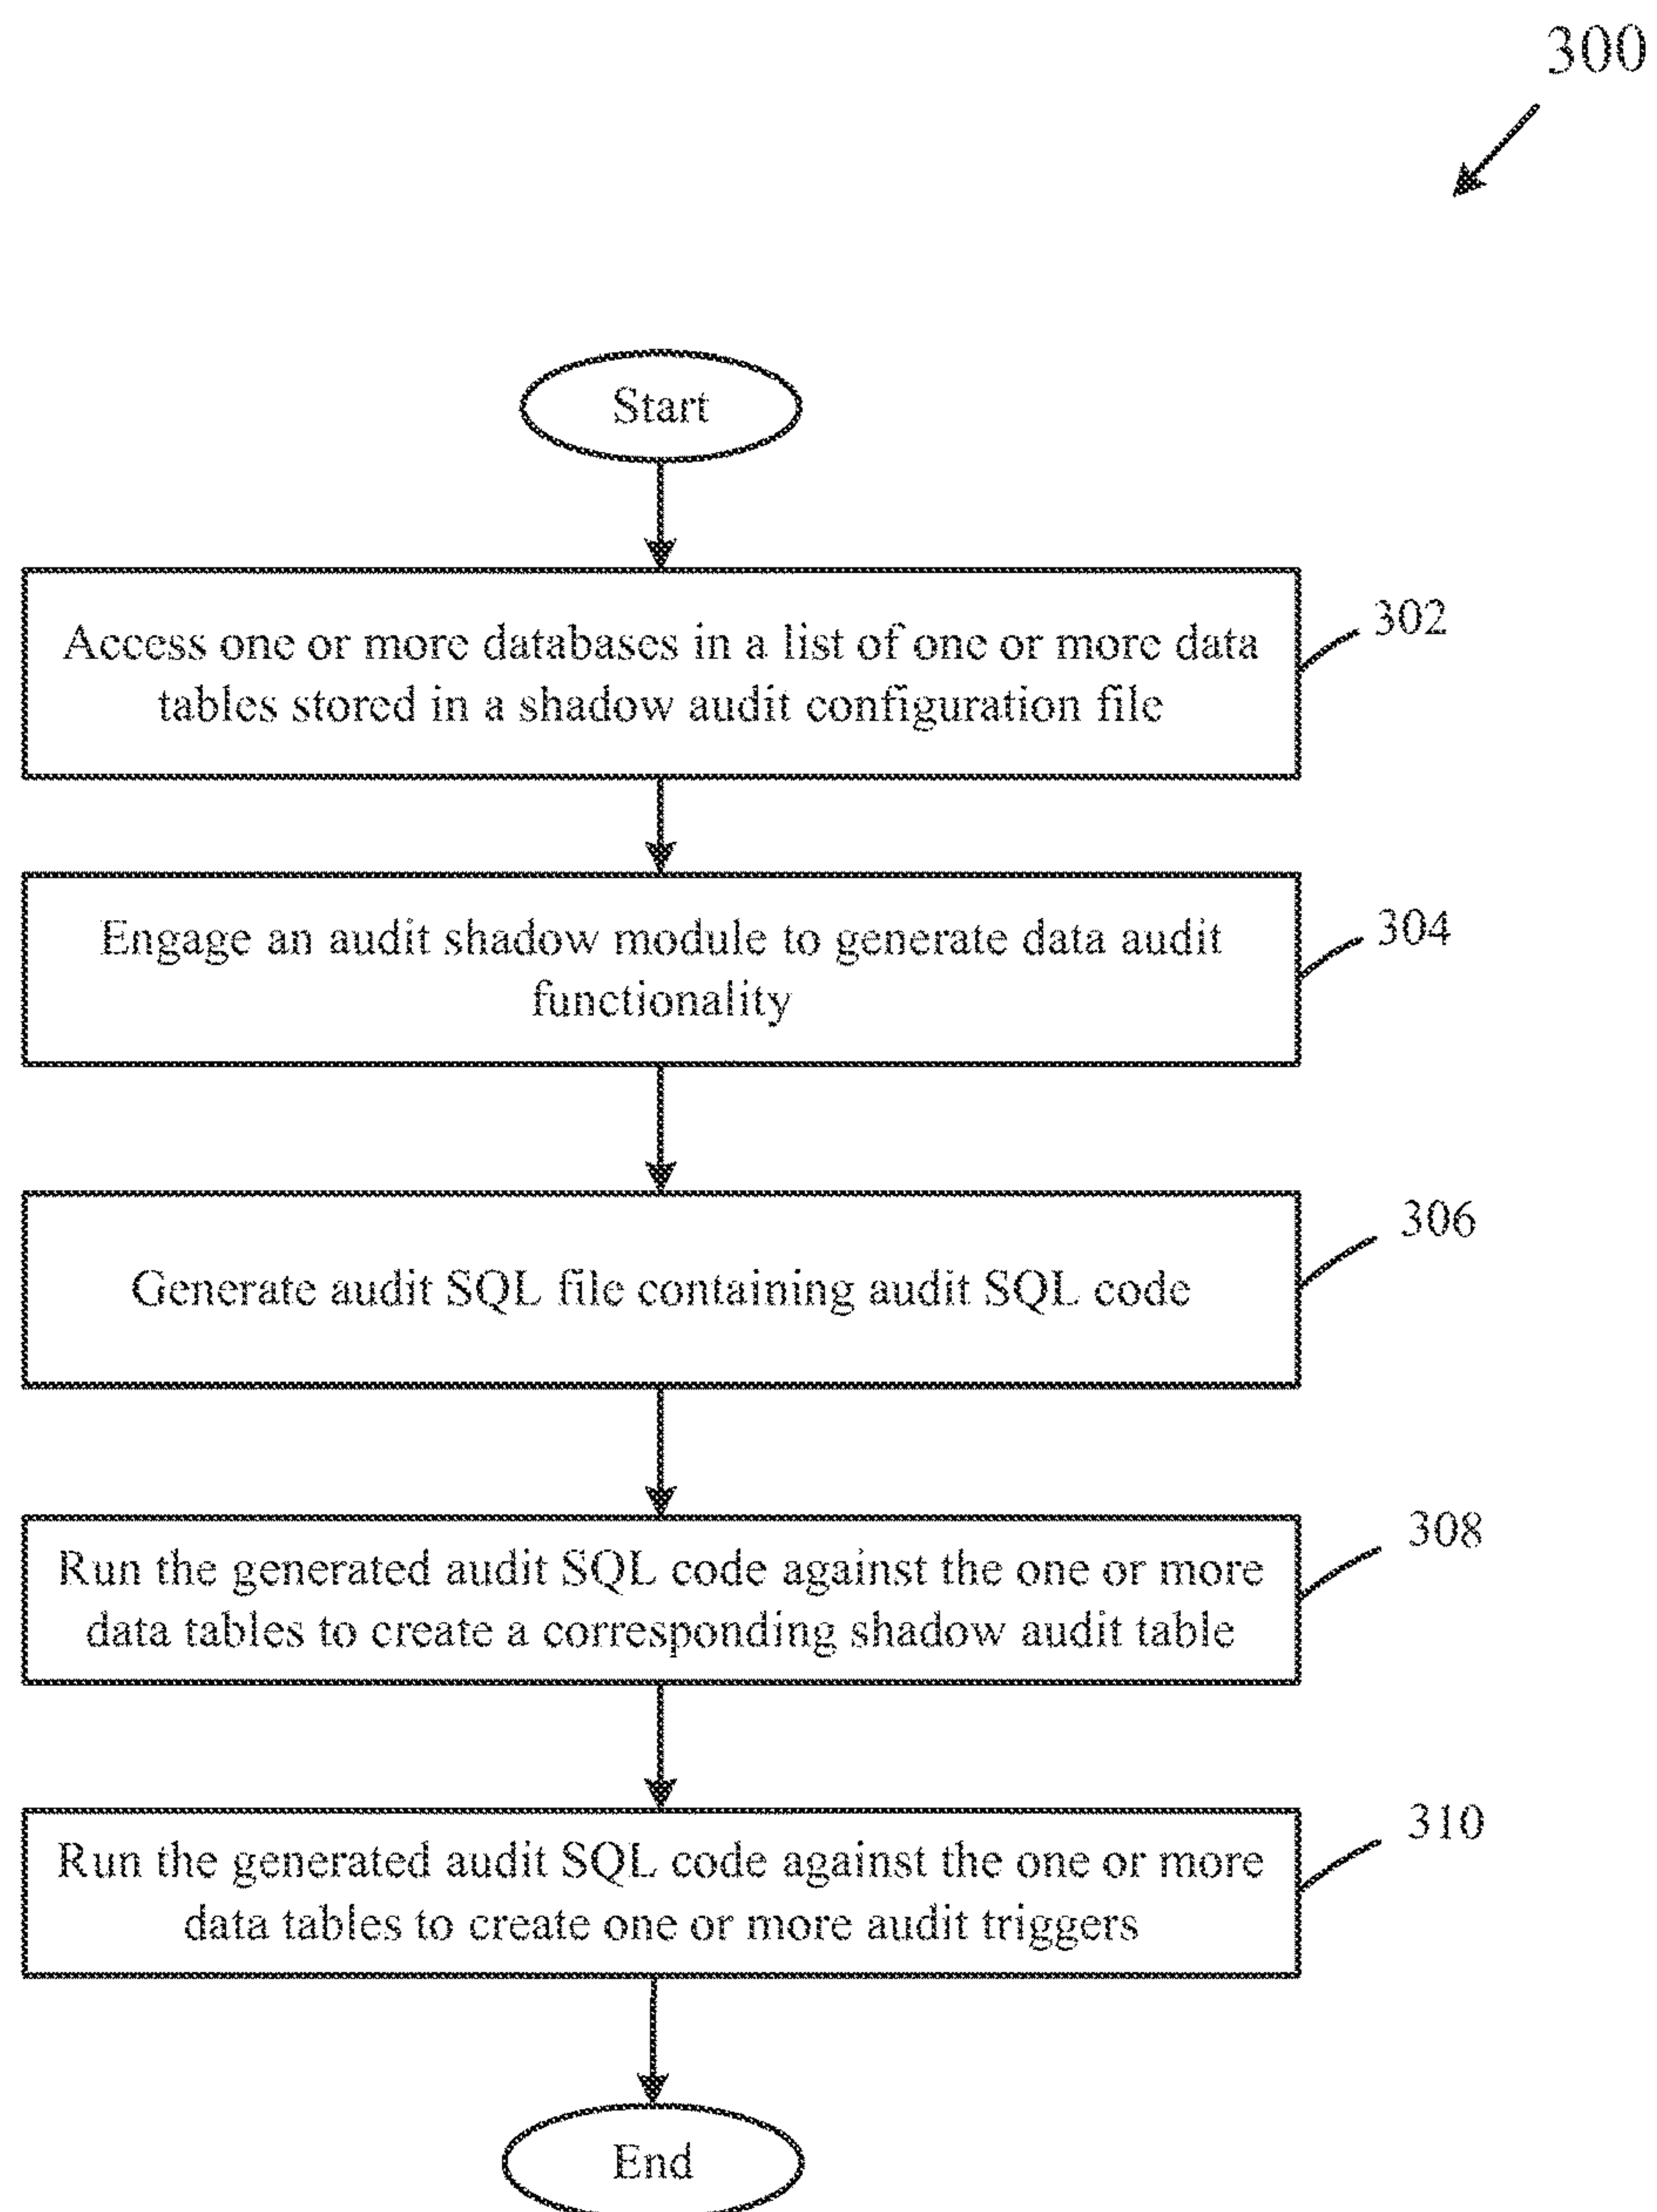 300
Start
Access one or more databases in a list of one or more data
tables stored in a shadow audit configuration file
302
Engage an audit shadow module to generate data audit
functionality
304
Generate audit SQL file containing audit SQL code
306
Run the generated audit SQL code against the one or more
data tables to create a corresponding shadow audit table
308
Run the generated audit SQL code against the one or more
data tables to create one or more audit triggers
310
End